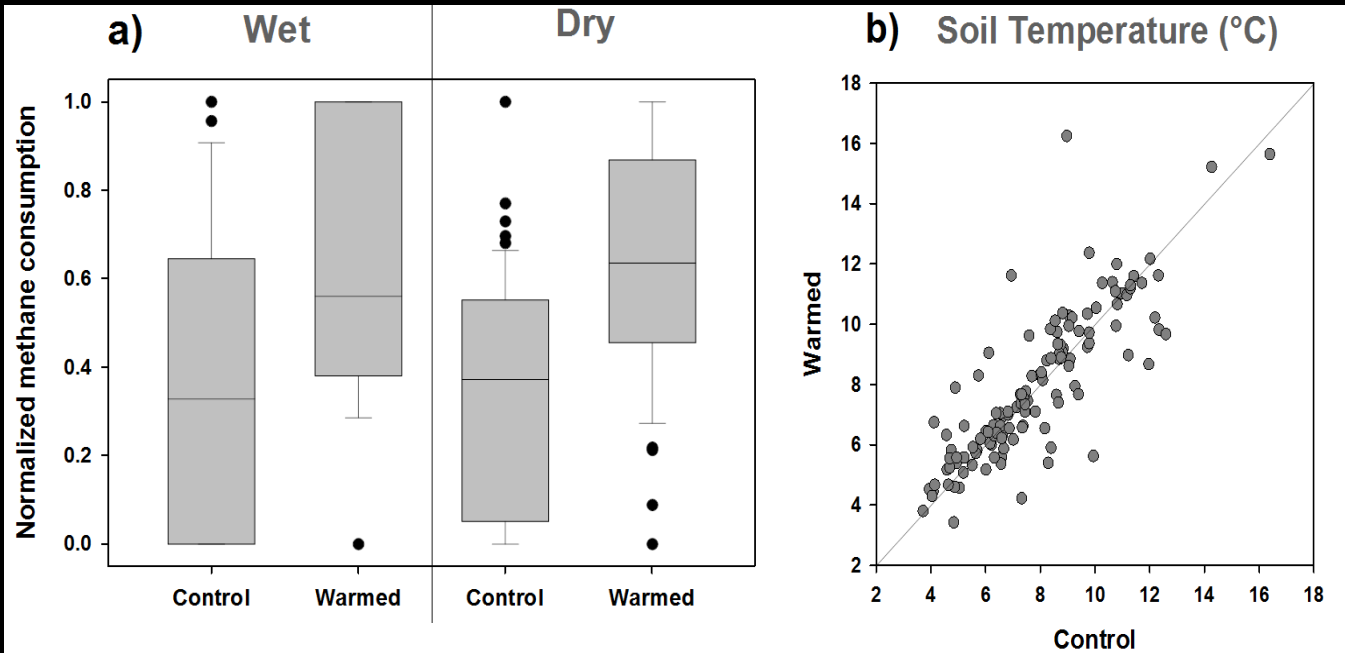 a) Wet Dry
Normalized methane consumption
1.0
0.8
0.6
0.4
0.2
0.0
Control Warmed Control Warmed
b) Soil Temperature (°C)
Warmed
18
16
14
12
10
8
6
4
2
2 4 6 8 10 12 14 16 18
Control